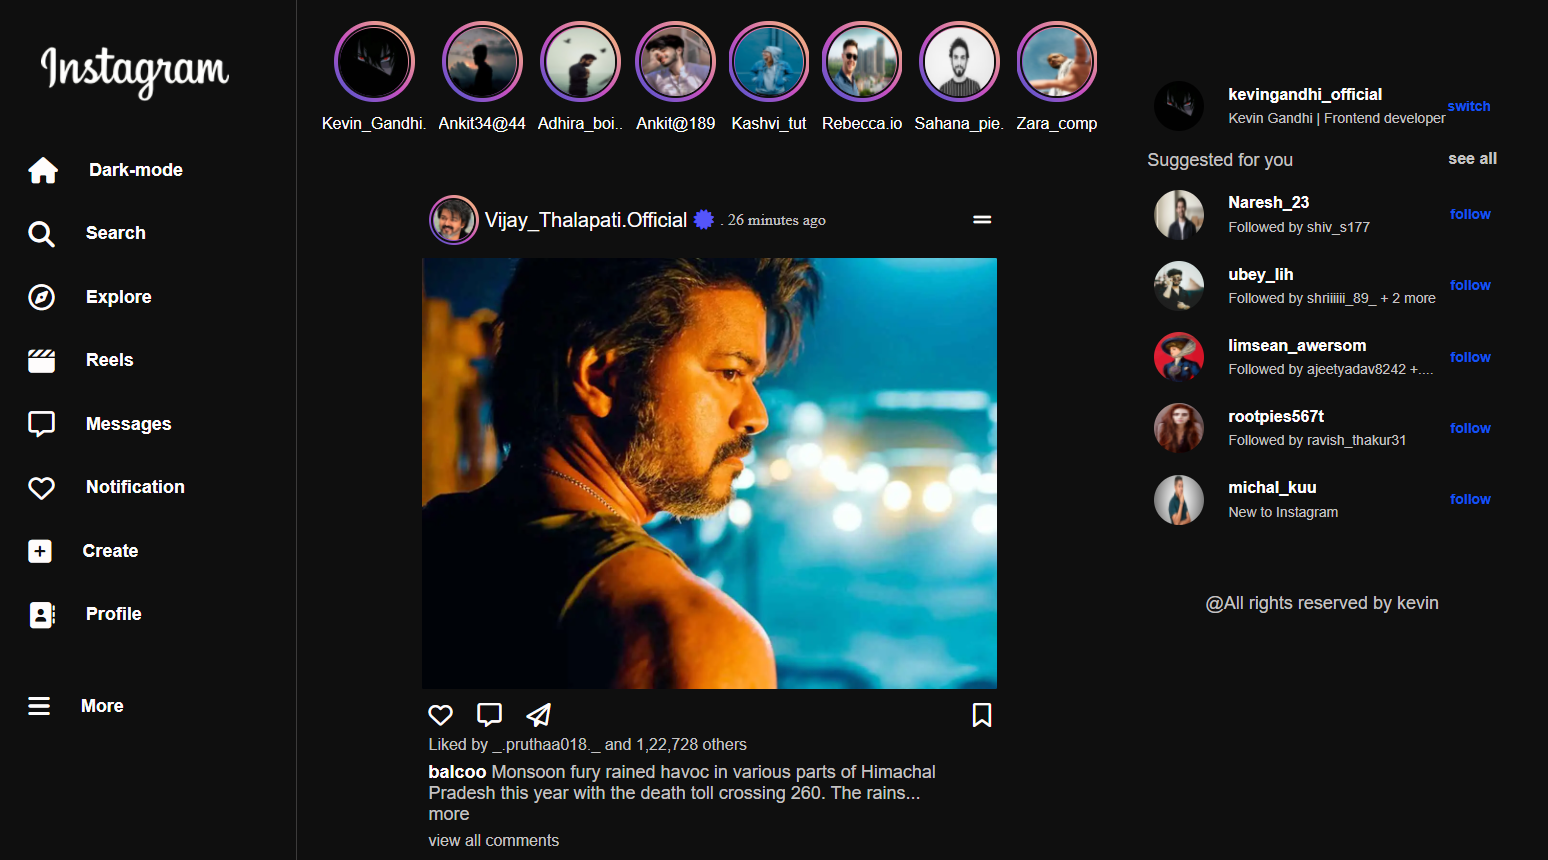 Instagram
Dark-mode
Search
Explore
Reels
Messages
Notification
Create
Profile
More
Kevin_Gandhi. Ankit34@44 Adhira_boi.. Ankit@189 Kashvi_tut Rebecca.io Sahana_pie. Zara_comp
Vijay_Thalapati.Official . 26 minutes ago
Liked by _.pruthaa018._ and 1,22,728 others
balcoo Monsoon fury rained havoc in various parts of Himachal
Pradesh this year with the death toll crossing 260. The rains...
more
view all comments
kevingandhi_official
Kevin Gandhi | Frontend developer
switch
Suggested for you see all
Naresh_23
Followed by shiv_s177
follow
ubey_lih
Followed by shriiiiii_89_ + 2 more
follow
limsean_awersom
Followed by ajeetyadav8242 +....
follow
rootpies567t
Followed by ravish_thakur31
follow
michal_kuu
New to Instagram
follow
@All rights reserved by kevin